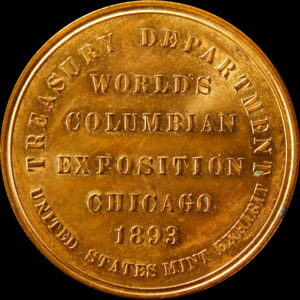 TREASURY DEPARTMENT
WORLD'S
COLUMBIAN
EXPOSITION
CHICAGO
1893
UNITED STATES MINT EXHIBIT